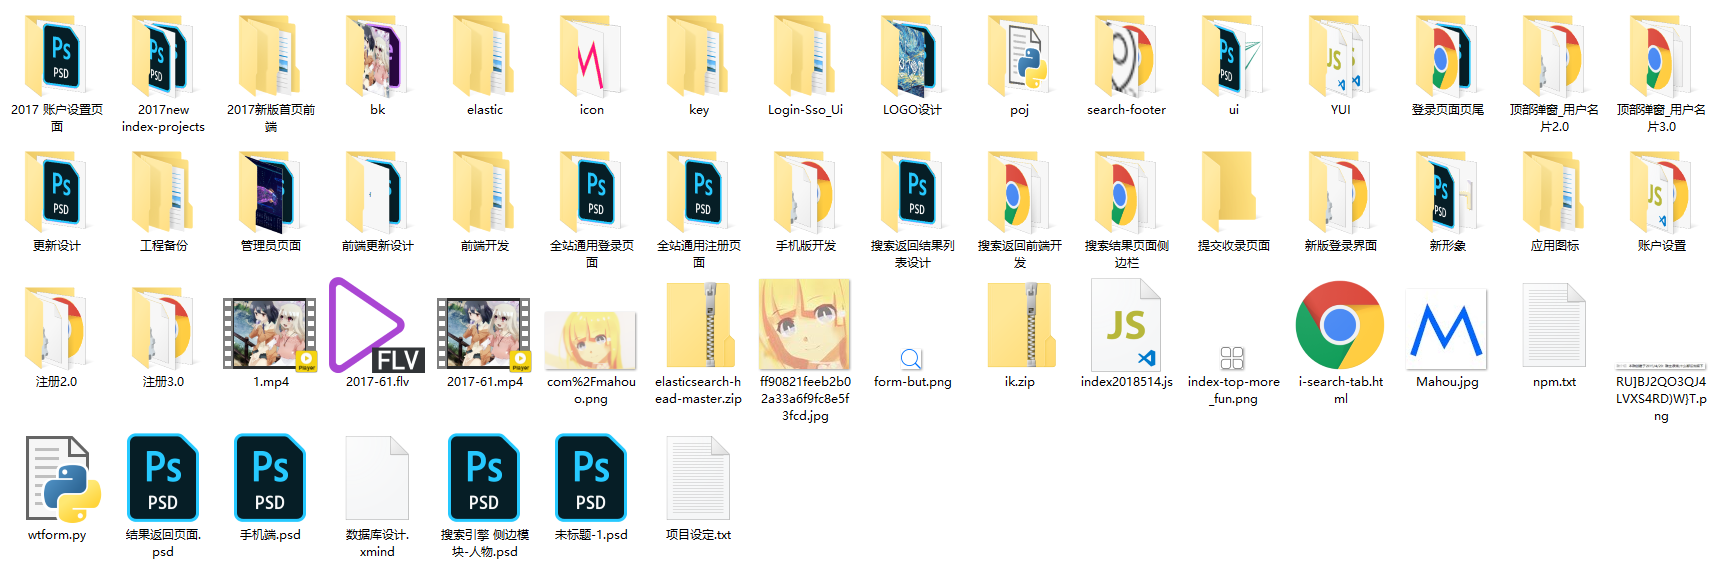 2017 账户设置页面
2017new index-projects
2017新版首页前端
bk
elastic
icon
key
Login-Sso_Ui
LOGO设计
poj
search-footer
ui
YUI
登录页面页尾
顶部弹窗_用户名片2.0
顶部弹窗_用户名片3.0
更新设计
工程备份
管理员页面
前端更新设计
前端开发
全站通用登录页面
全站通用注册页面
手机版开发
搜索返回结果列表设计
搜索返回前端开发
搜索结果页面侧边栏
提交收录页面
新版登录界面
新形象
应用图标
账户设置
注册2.0
注册3.0
1.mp4
2017-61.flv
2017-61.mp4
com%2Fmahouo.png
elasticsearch-head-master.zip
ff90821feeb2b02a33a6f9fc8e5f3fcd.jpg
form-but.png
ik.zip
index2018514.js
index-top-more_fun.png
i-search-tab.html
Mahou.jpg
npm.txt
RU]BJ2QO3QJ4LVXS4RD)W}T.png
wtform.py
结果返回页面.psd
手机端.psd
数据库设计.xmind
搜索引擎 侧边模块-人物.psd
未标题-1.psd
项目设定.txt